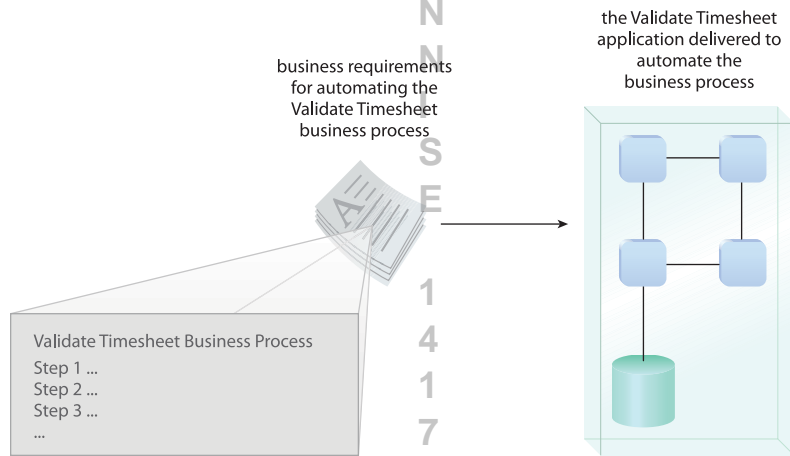 the Validate Timesheet
application delivered to
automate the
business process
business requirements
for automating the
Validate Timesheet
business process
A
Validate Timesheet Business Process
Step 1 ...
Step 2 ...
Step 3 ...
...
N
N
I
S
E
1
4
1
7